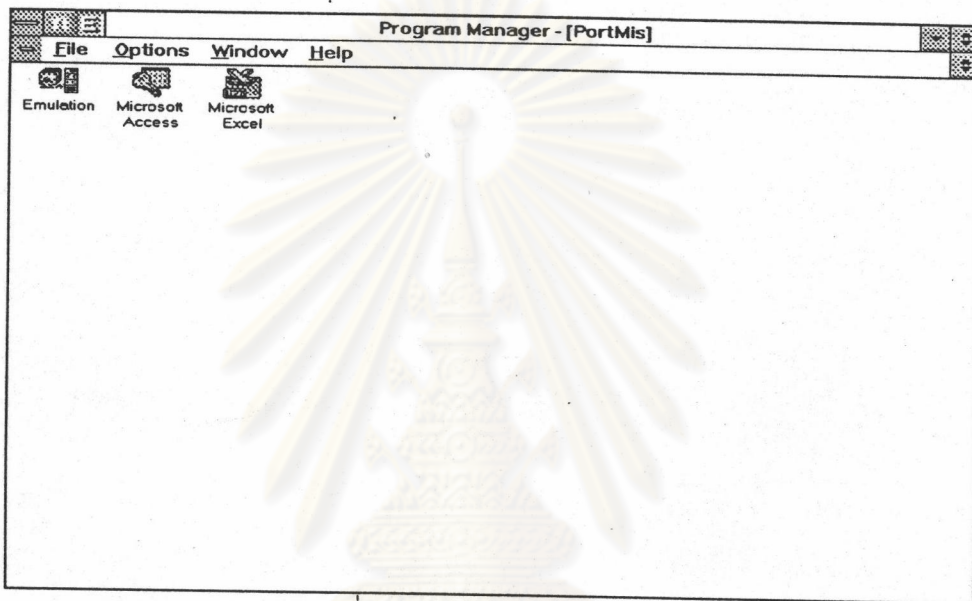 Program Manager - [PortMis]
File Options Window Help
Emulation Microsoft Access Microsoft Excel